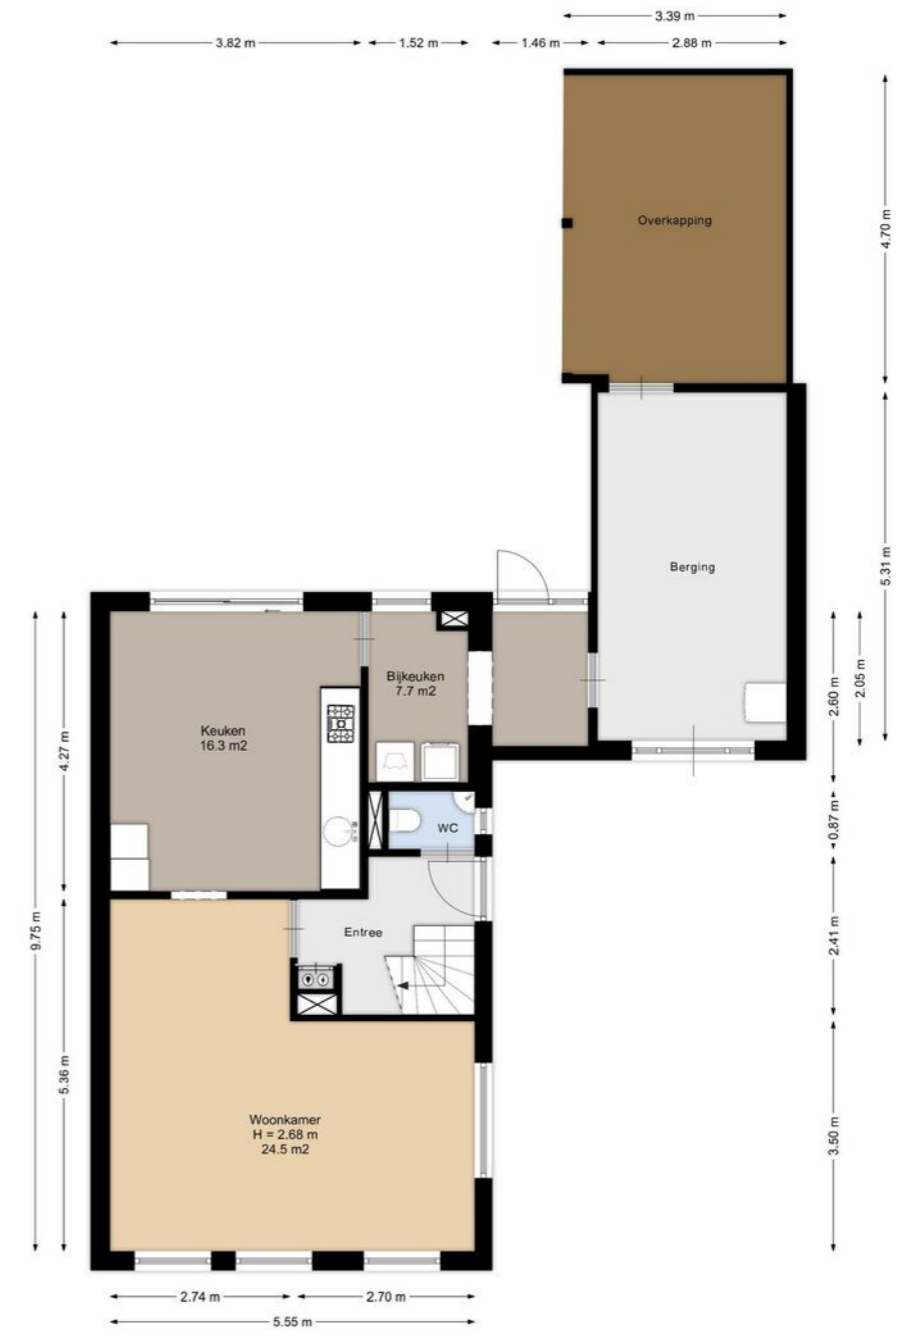 3.39 m
3.82 m
1.52 m
1.46 m
2.88 m
Overkapping
4.70 m
Berging
5.31 m
Bijkeuken
7.7 m2
Keuken
16.3 m2
4.27 m
2.60 m
2.05 m
WC
0.87 m
Entree
9.75 m
2.41 m
5.36 m
Woonkamer
H = 2.68 m
24.5 m2
3.50 m
2.74 m
2.70 m
5.55 m